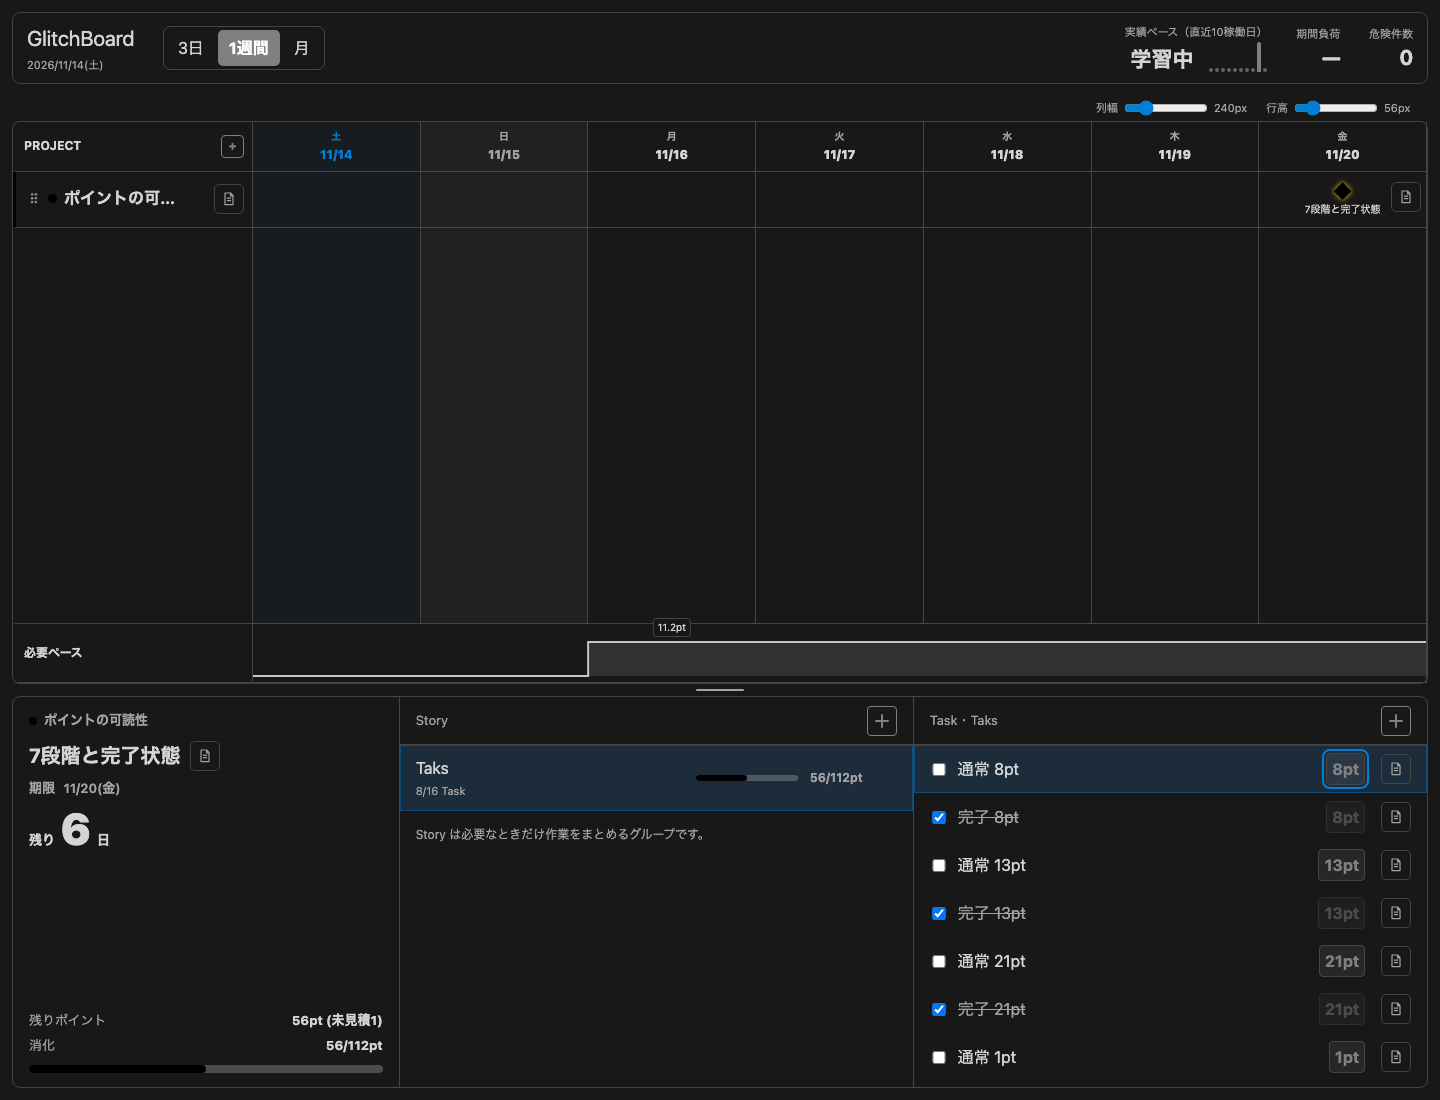 GlitchBoard
2026/11/14(土)
3日 1週間 月
実績ペース（直近10稼働日）
学習中
期間負荷
—
危険件数
0
列幅 240px 行高 56px
PROJECT +
土 日 月 火 水 木 金
11/14 11/15 11/16 11/17 11/18 11/19 11/20
ポイントの可...
7段階と完了状態
11.2pt
必要ペース
ポイントの可読性
7段階と完了状態
期限 11/20(金)
残り 6 日
残りポイント 56pt (未見積1)
消化 56/112pt
Story +
Taks
8/16 Task
56/112pt
Story は必要なときだけ作業をまとめるグループです。
Task・Taks +
通常 8pt 8pt
完了 8pt 8pt
通常 13pt 13pt
完了 13pt 13pt
通常 21pt 21pt
完了 21pt 21pt
通常 1pt 1pt